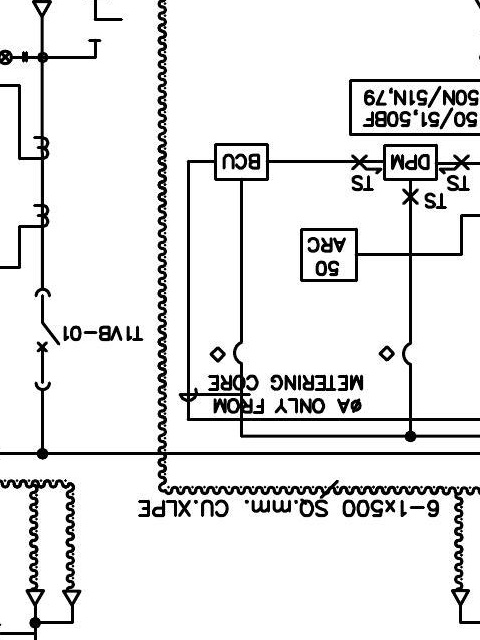 6-1x500 SQ.mm. CU.XLPE
ØA ONLY FROM
METERING CORE
T1VB-01
50
ARC
TS
TS
TS
DPM
BCU
50/51,50BF
50N/51N,79